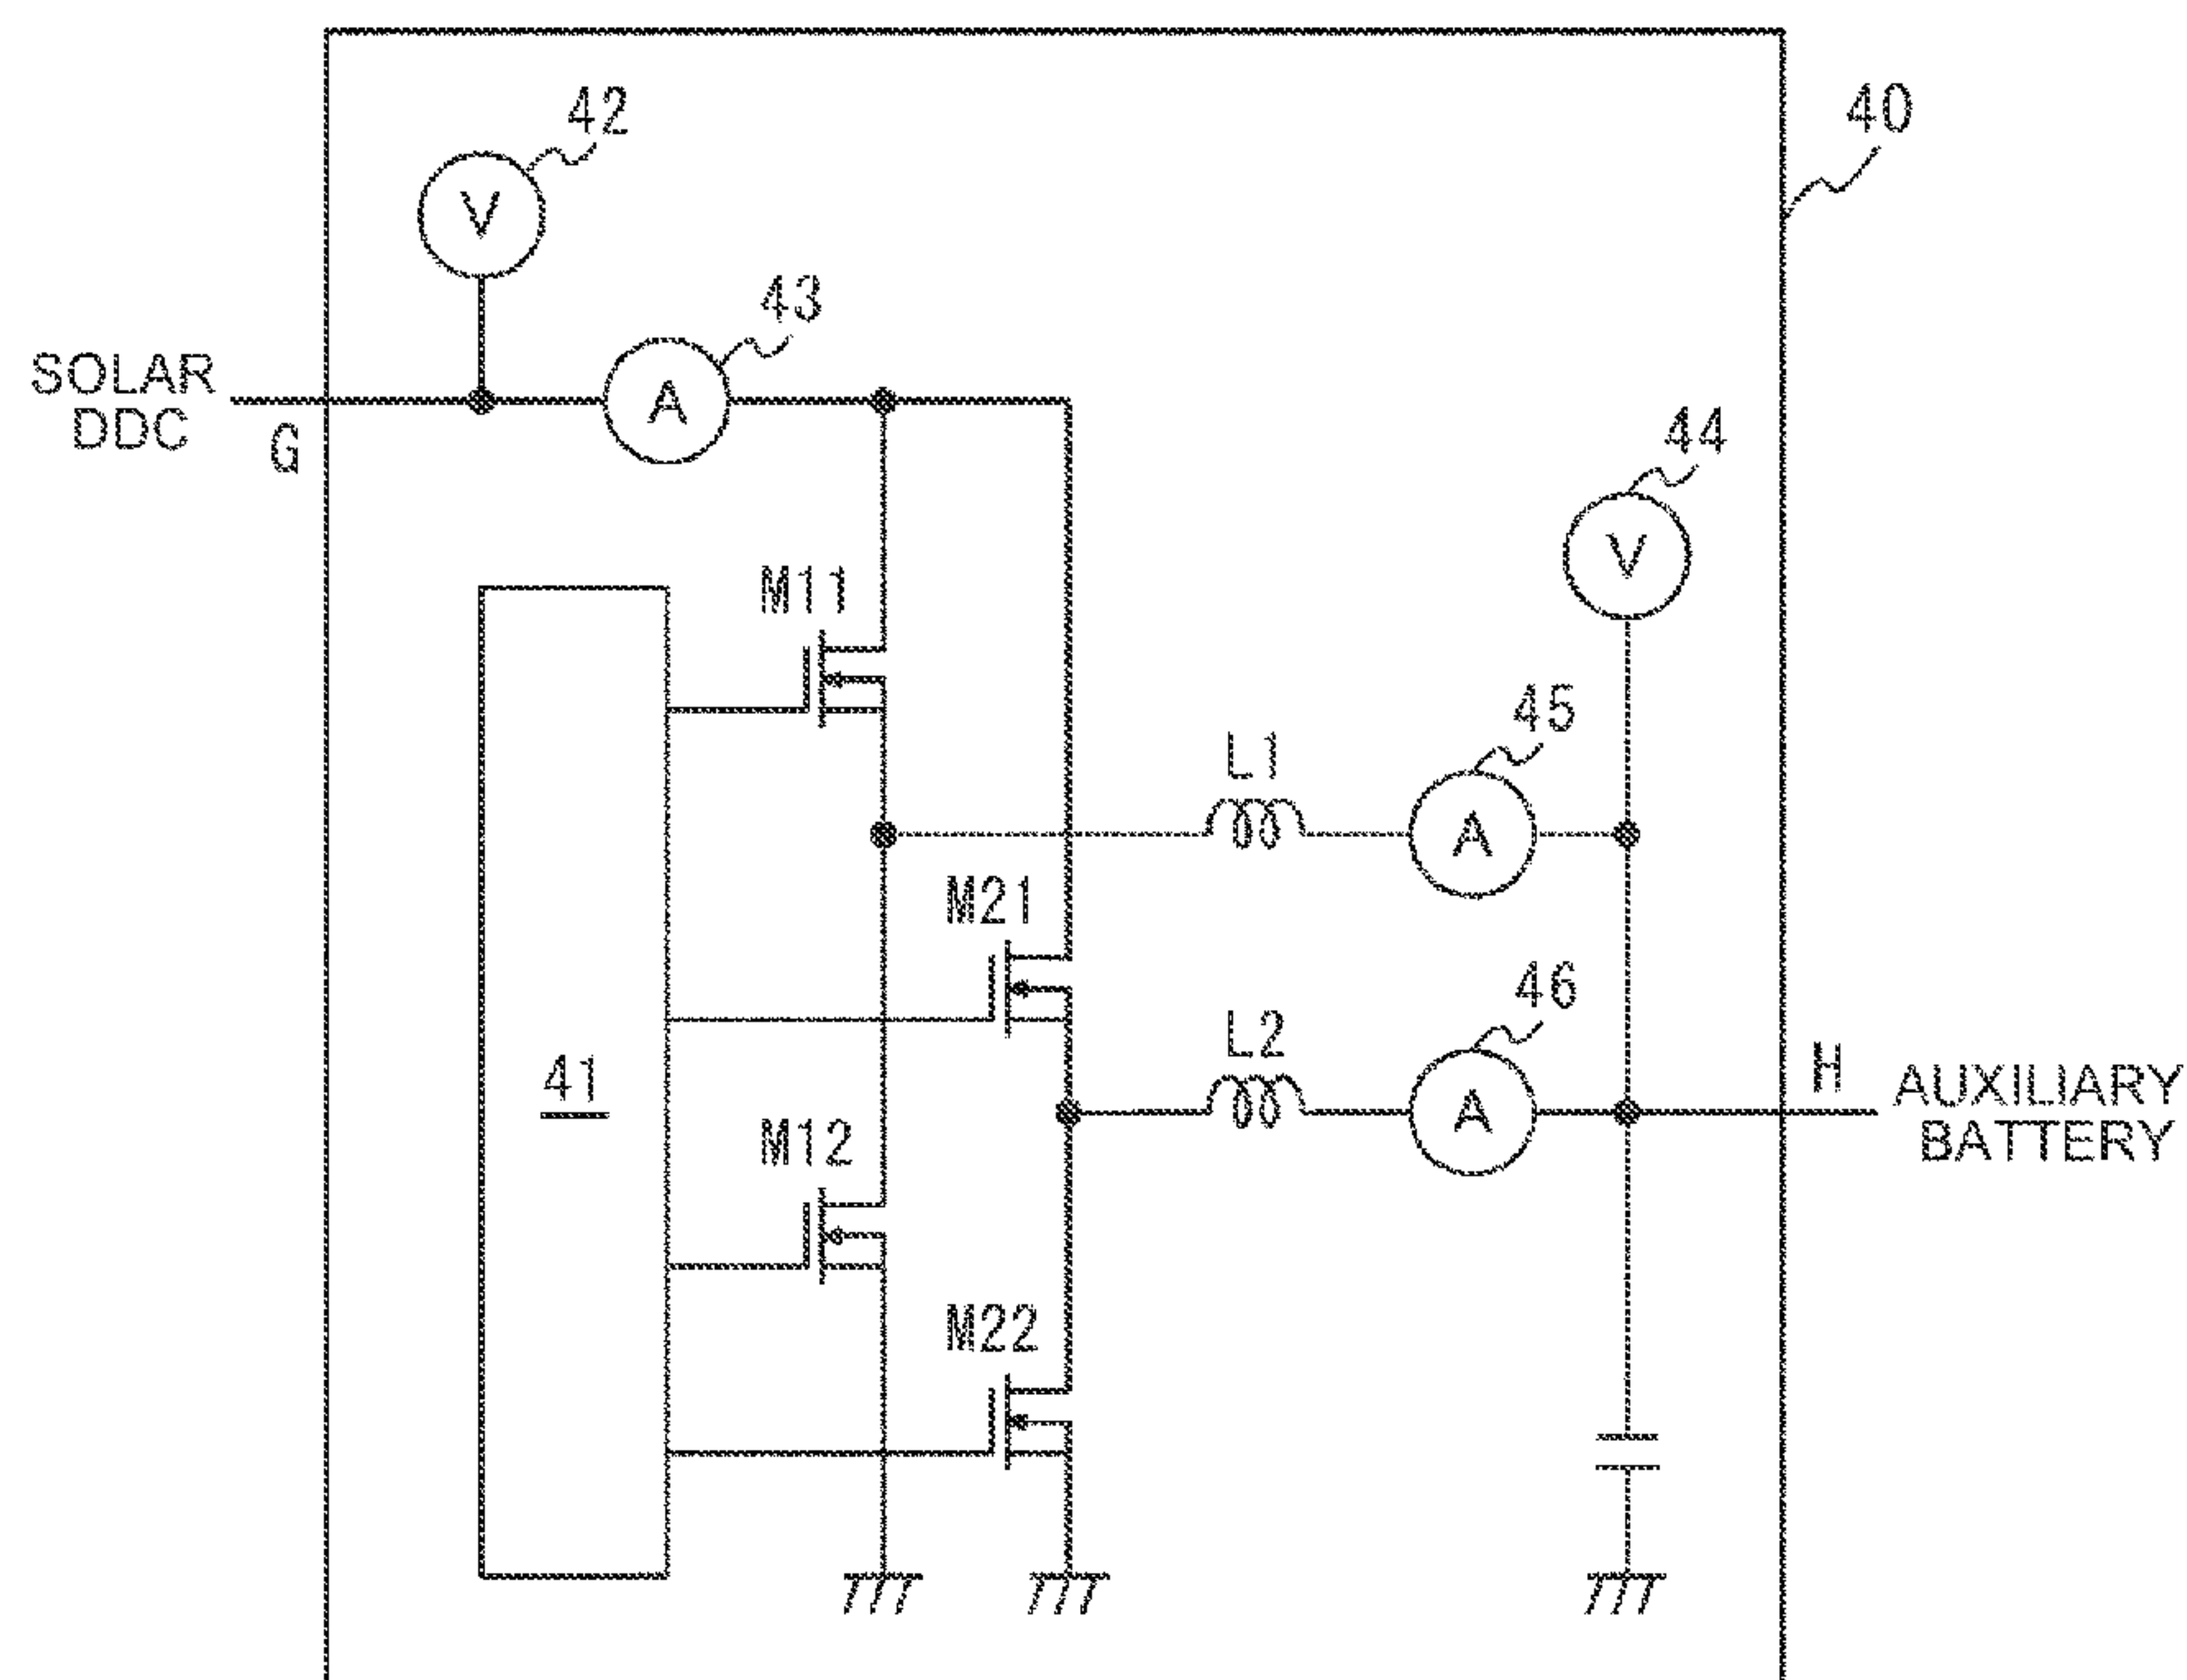 42
40
V
43
SOLAR
DDC
G
A
44
V
M11
45
L1
A
M21
46
L2
A
H
AUXILIARY
BATTERY
41
M12
M22